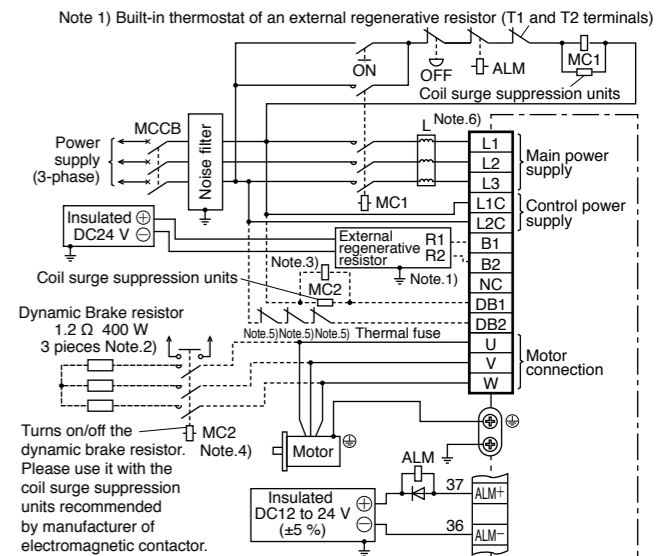 Note 1) Built-in thermostat of an external regenerative resistor (T1 and T2 terminals)
ON
OFF
ALM
MC1
Coil surge suppression units
L
Note.6)
MCCB
Noise filter
Power
supply
(3-phase)
MC1
L1
L2
L3
L1C
L2C
B1
B2
NC
DB1
DB2
U
V
W
Main power
supply
Control power
supply
Insulated
DC24 V
External
regenerative
resistor
R1
R2
Note.3)
Note.1)
Coil surge suppression units
MC2
Note.5)
Note.5)
Note.5)
Thermal fuse
Motor
connection
Dynamic Brake resistor
1.2 Ω 400 W
3 pieces Note.2)
Turns on/off the
dynamic brake resistor.
Please use it with the
coil surge suppression
units recommended
by manufacturer of
electromagnetic contactor.
MC2
Note.4)
Motor
ALM
Insulated
DC12 to 24 V
(±5 %)
37
ALM+
36
ALM−